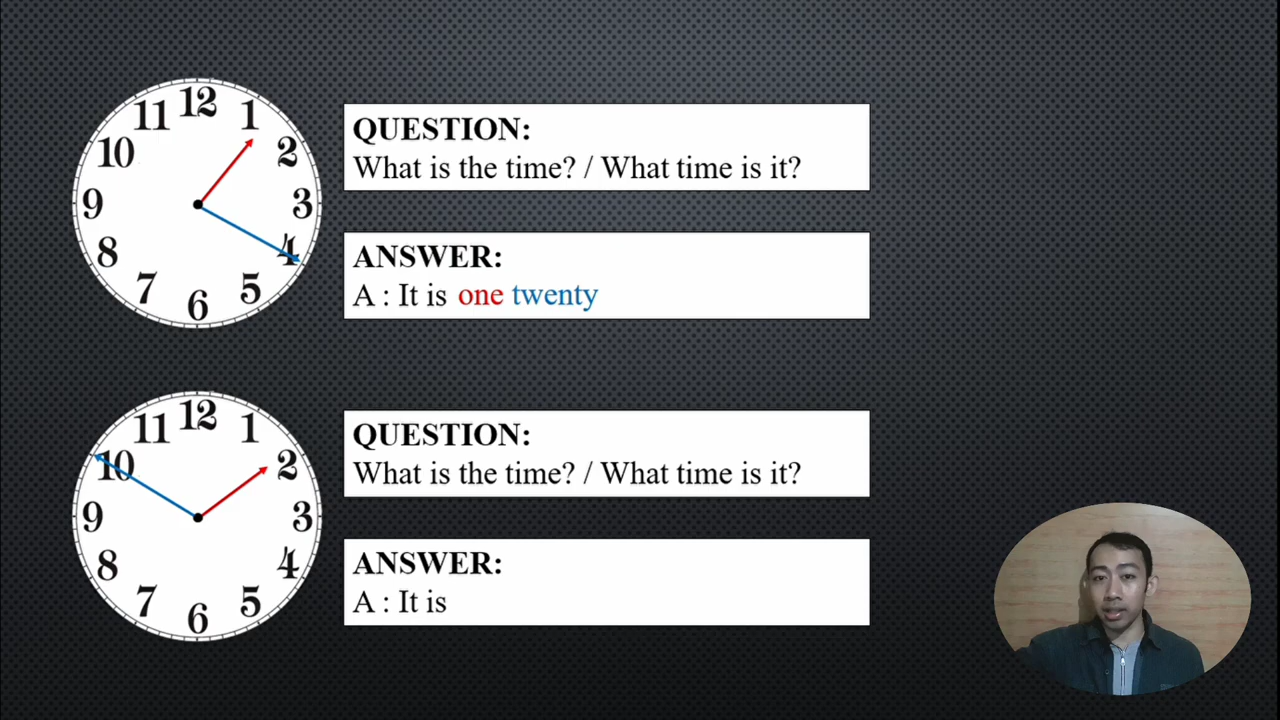 12
11 1
10 2
9 3
8 4
7 5
6
QUESTION:
What is the time? / What time is it?
ANSWER:
A : It is one twenty
12
11 1
10 2
9 3
8 4
7 5
6
QUESTION:
What is the time? / What time is it?
ANSWER:
A : It is